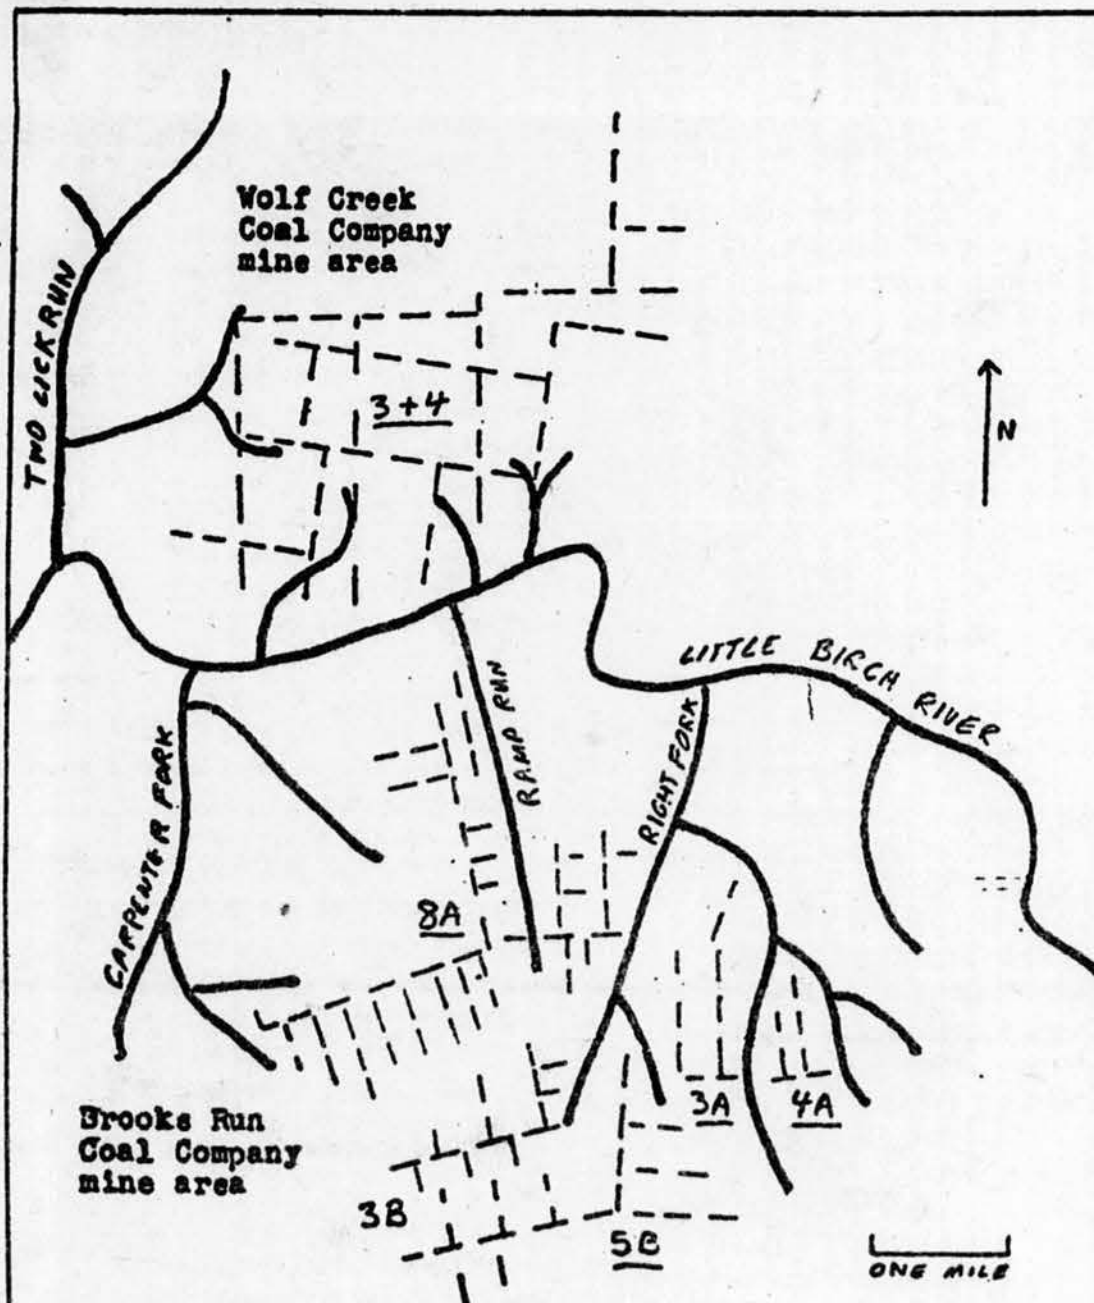 Wolf Creek
Coal Company
mine area
TWO LICK RUN
3+4
N
LITTLE BIRCH RIVER
RAMP RUN
RIGHT FORK
CARPENTER FORK
8A
3A
4A
Brooks Run
Coal Company
mine area
3B
5B
ONE MILE